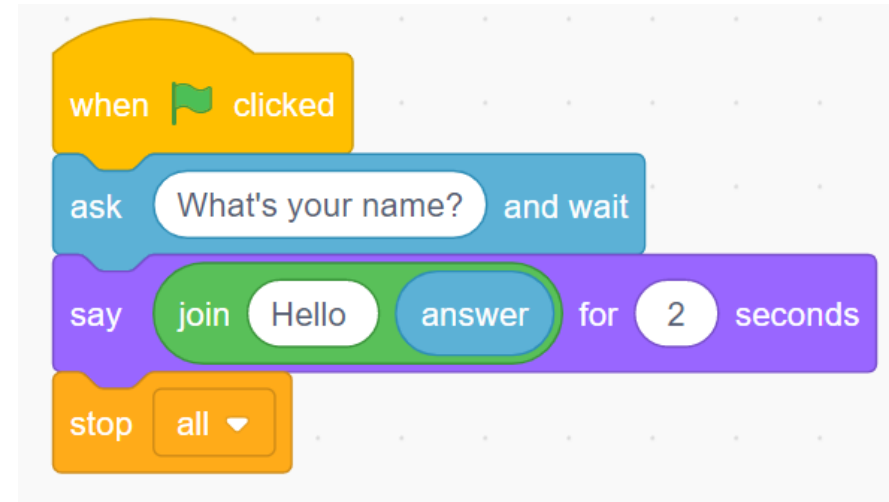 when clicked
ask What's your name? and wait
say join Hello answer for 2 seconds
stop all